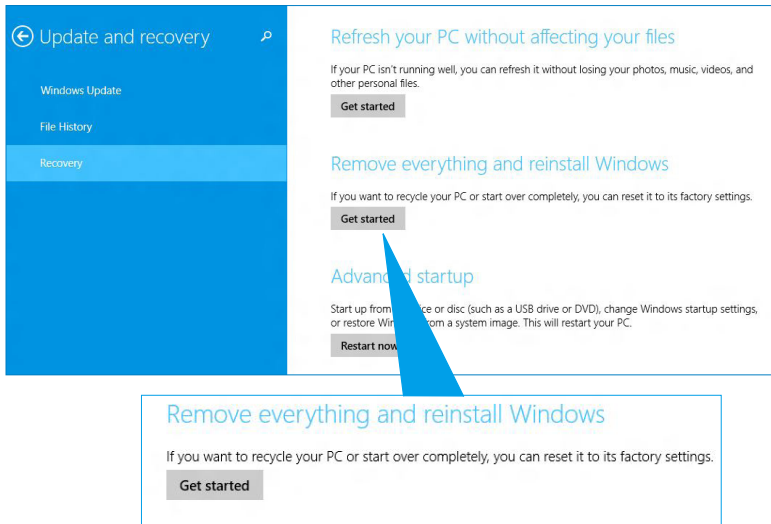 Update and recovery
Windows Update
File History
Recovery
Refresh your PC without affecting your files
If your PC isn't running well, you can refresh it without losing your photos, music, videos, and
other personal files.
Get started
Remove everything and reinstall Windows
If you want to recycle your PC or start over completely, you can reset it to its factory settings.
Get started
Advanced startup
Start up from ice or disc (such as a USB drive or DVD), change Windows startup settings,
or restore Win from a system image. This will restart your PC.
Restart now
Remove everything and reinstall Windows
If you want to recycle your PC or start over completely, you can reset it to its factory settings.
Get started